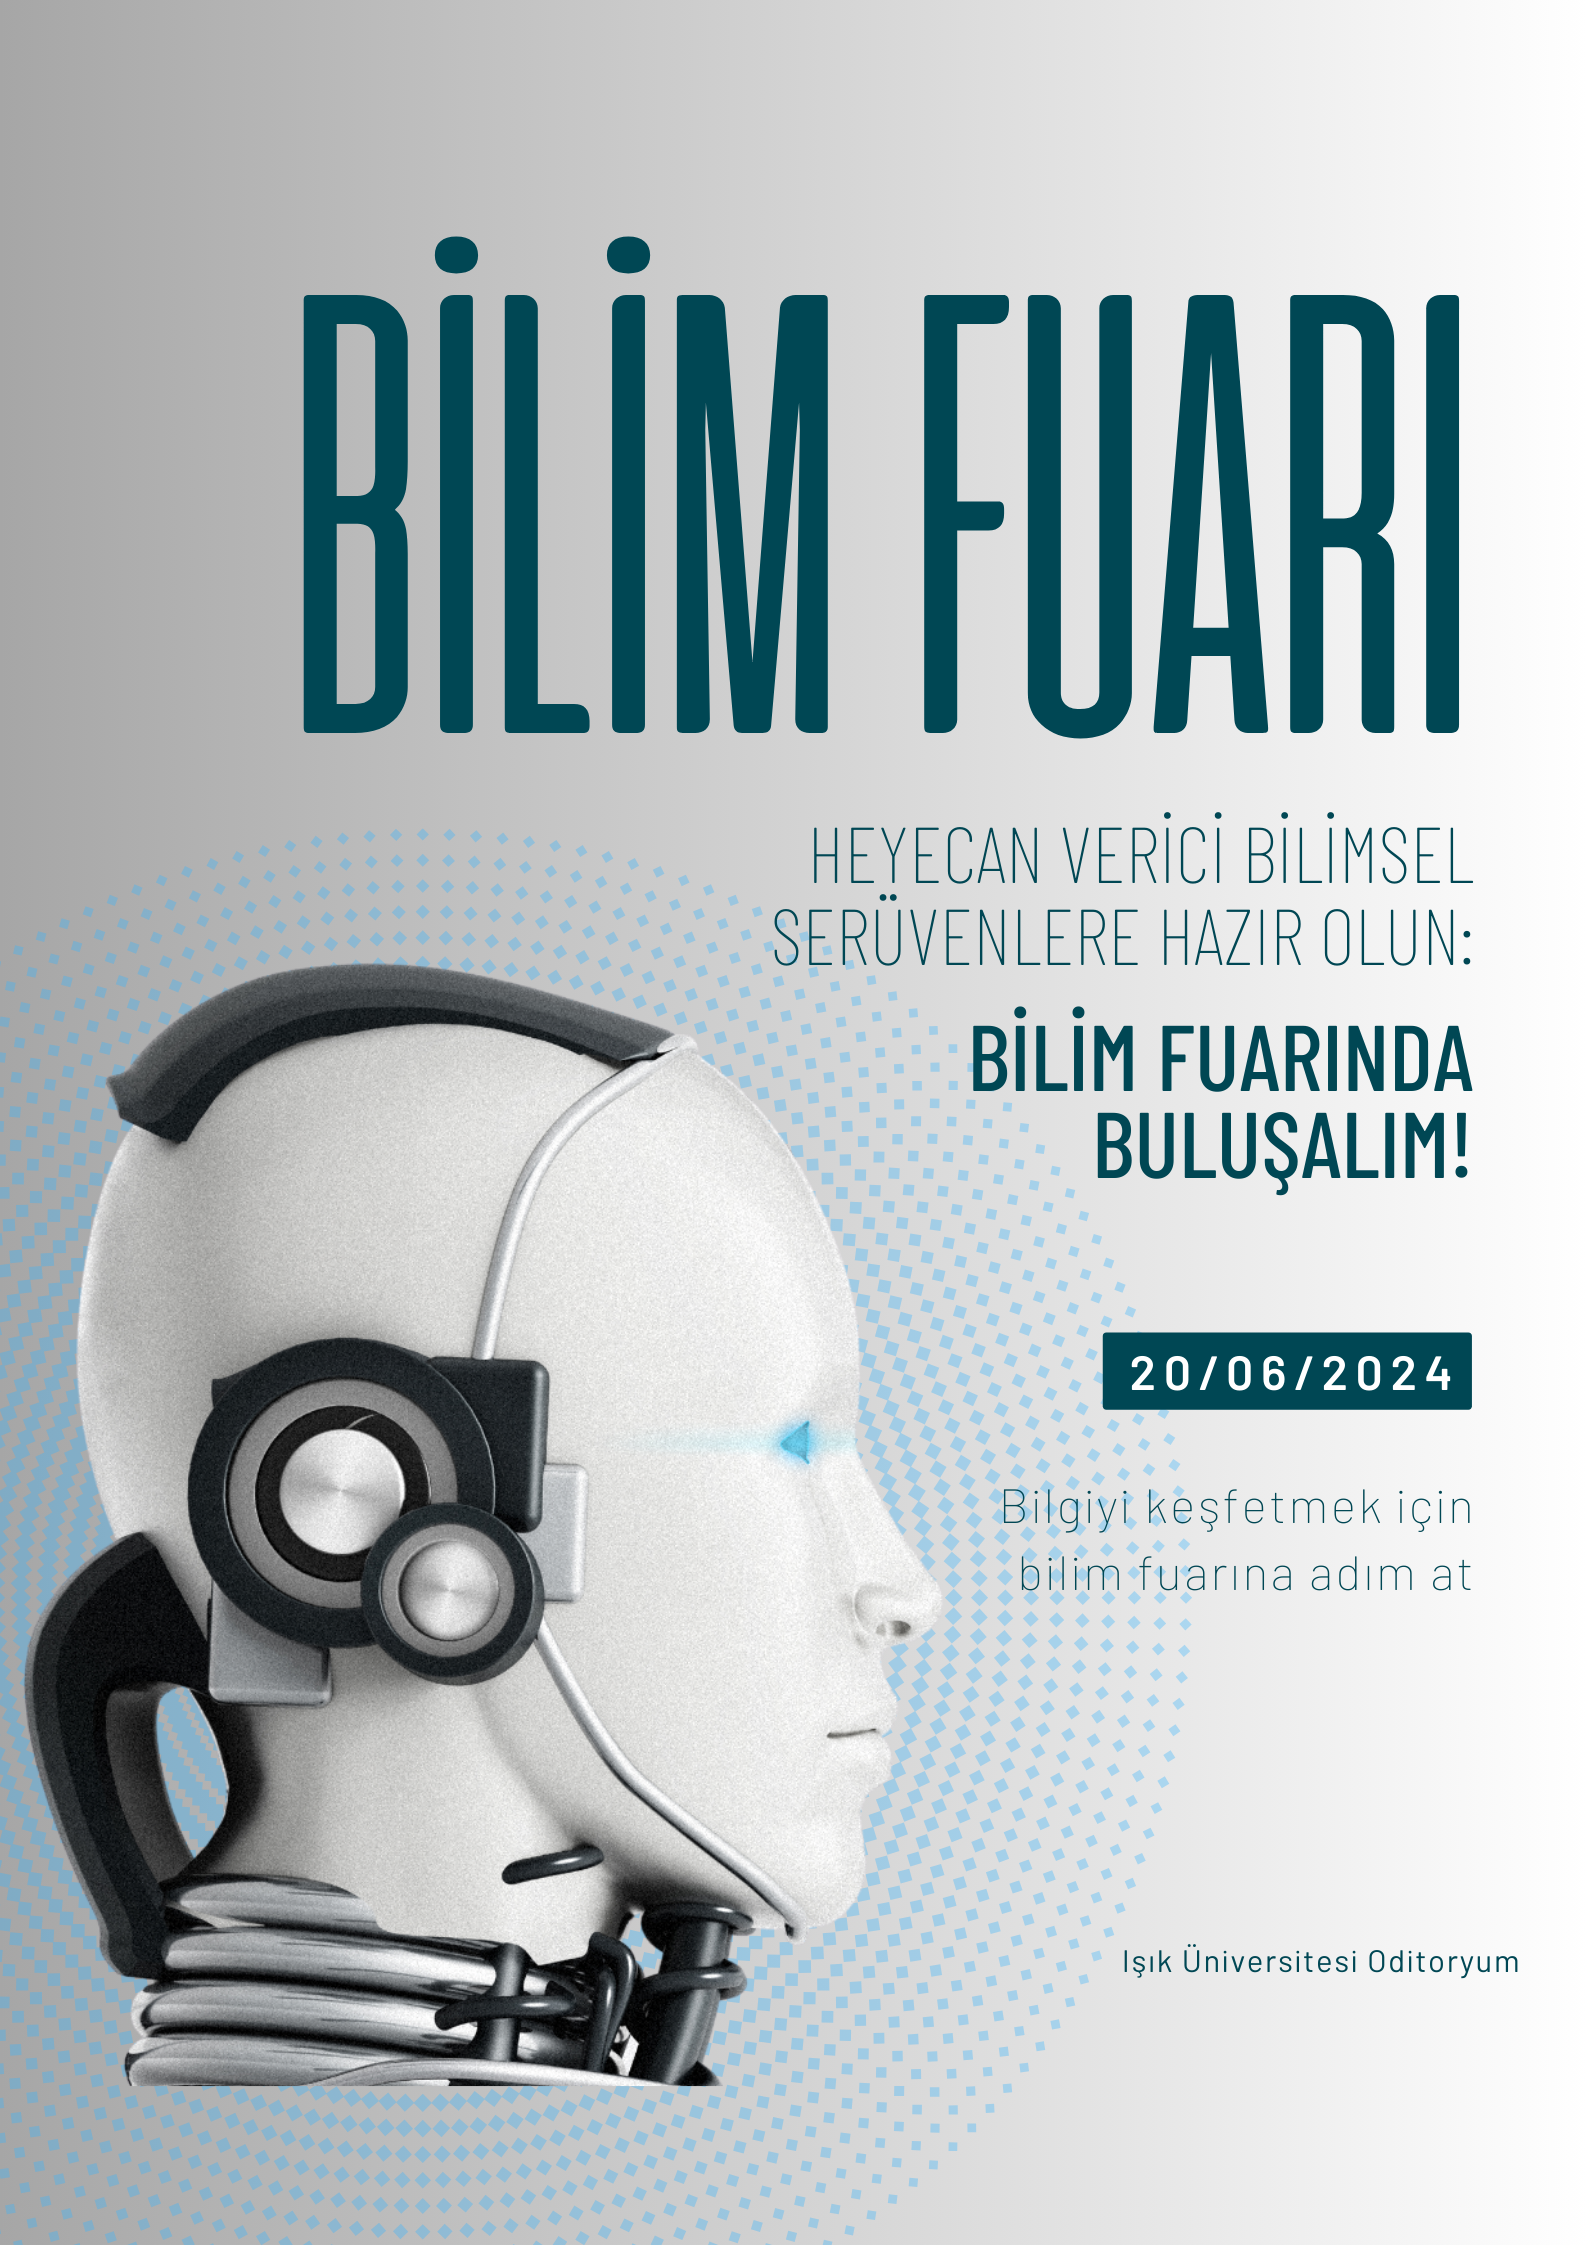 BİLİM FUARI
HEYECAN VERİCİ BİLİMSEL
SERÜVENLERE HAZIR OLUN:
BİLİM FUARINDA
BULUŞALIM!
20/06/2024
Bilgiyi keşfetmek için
bilim fuarına adım at
Işık Üniversitesi Oditoryum